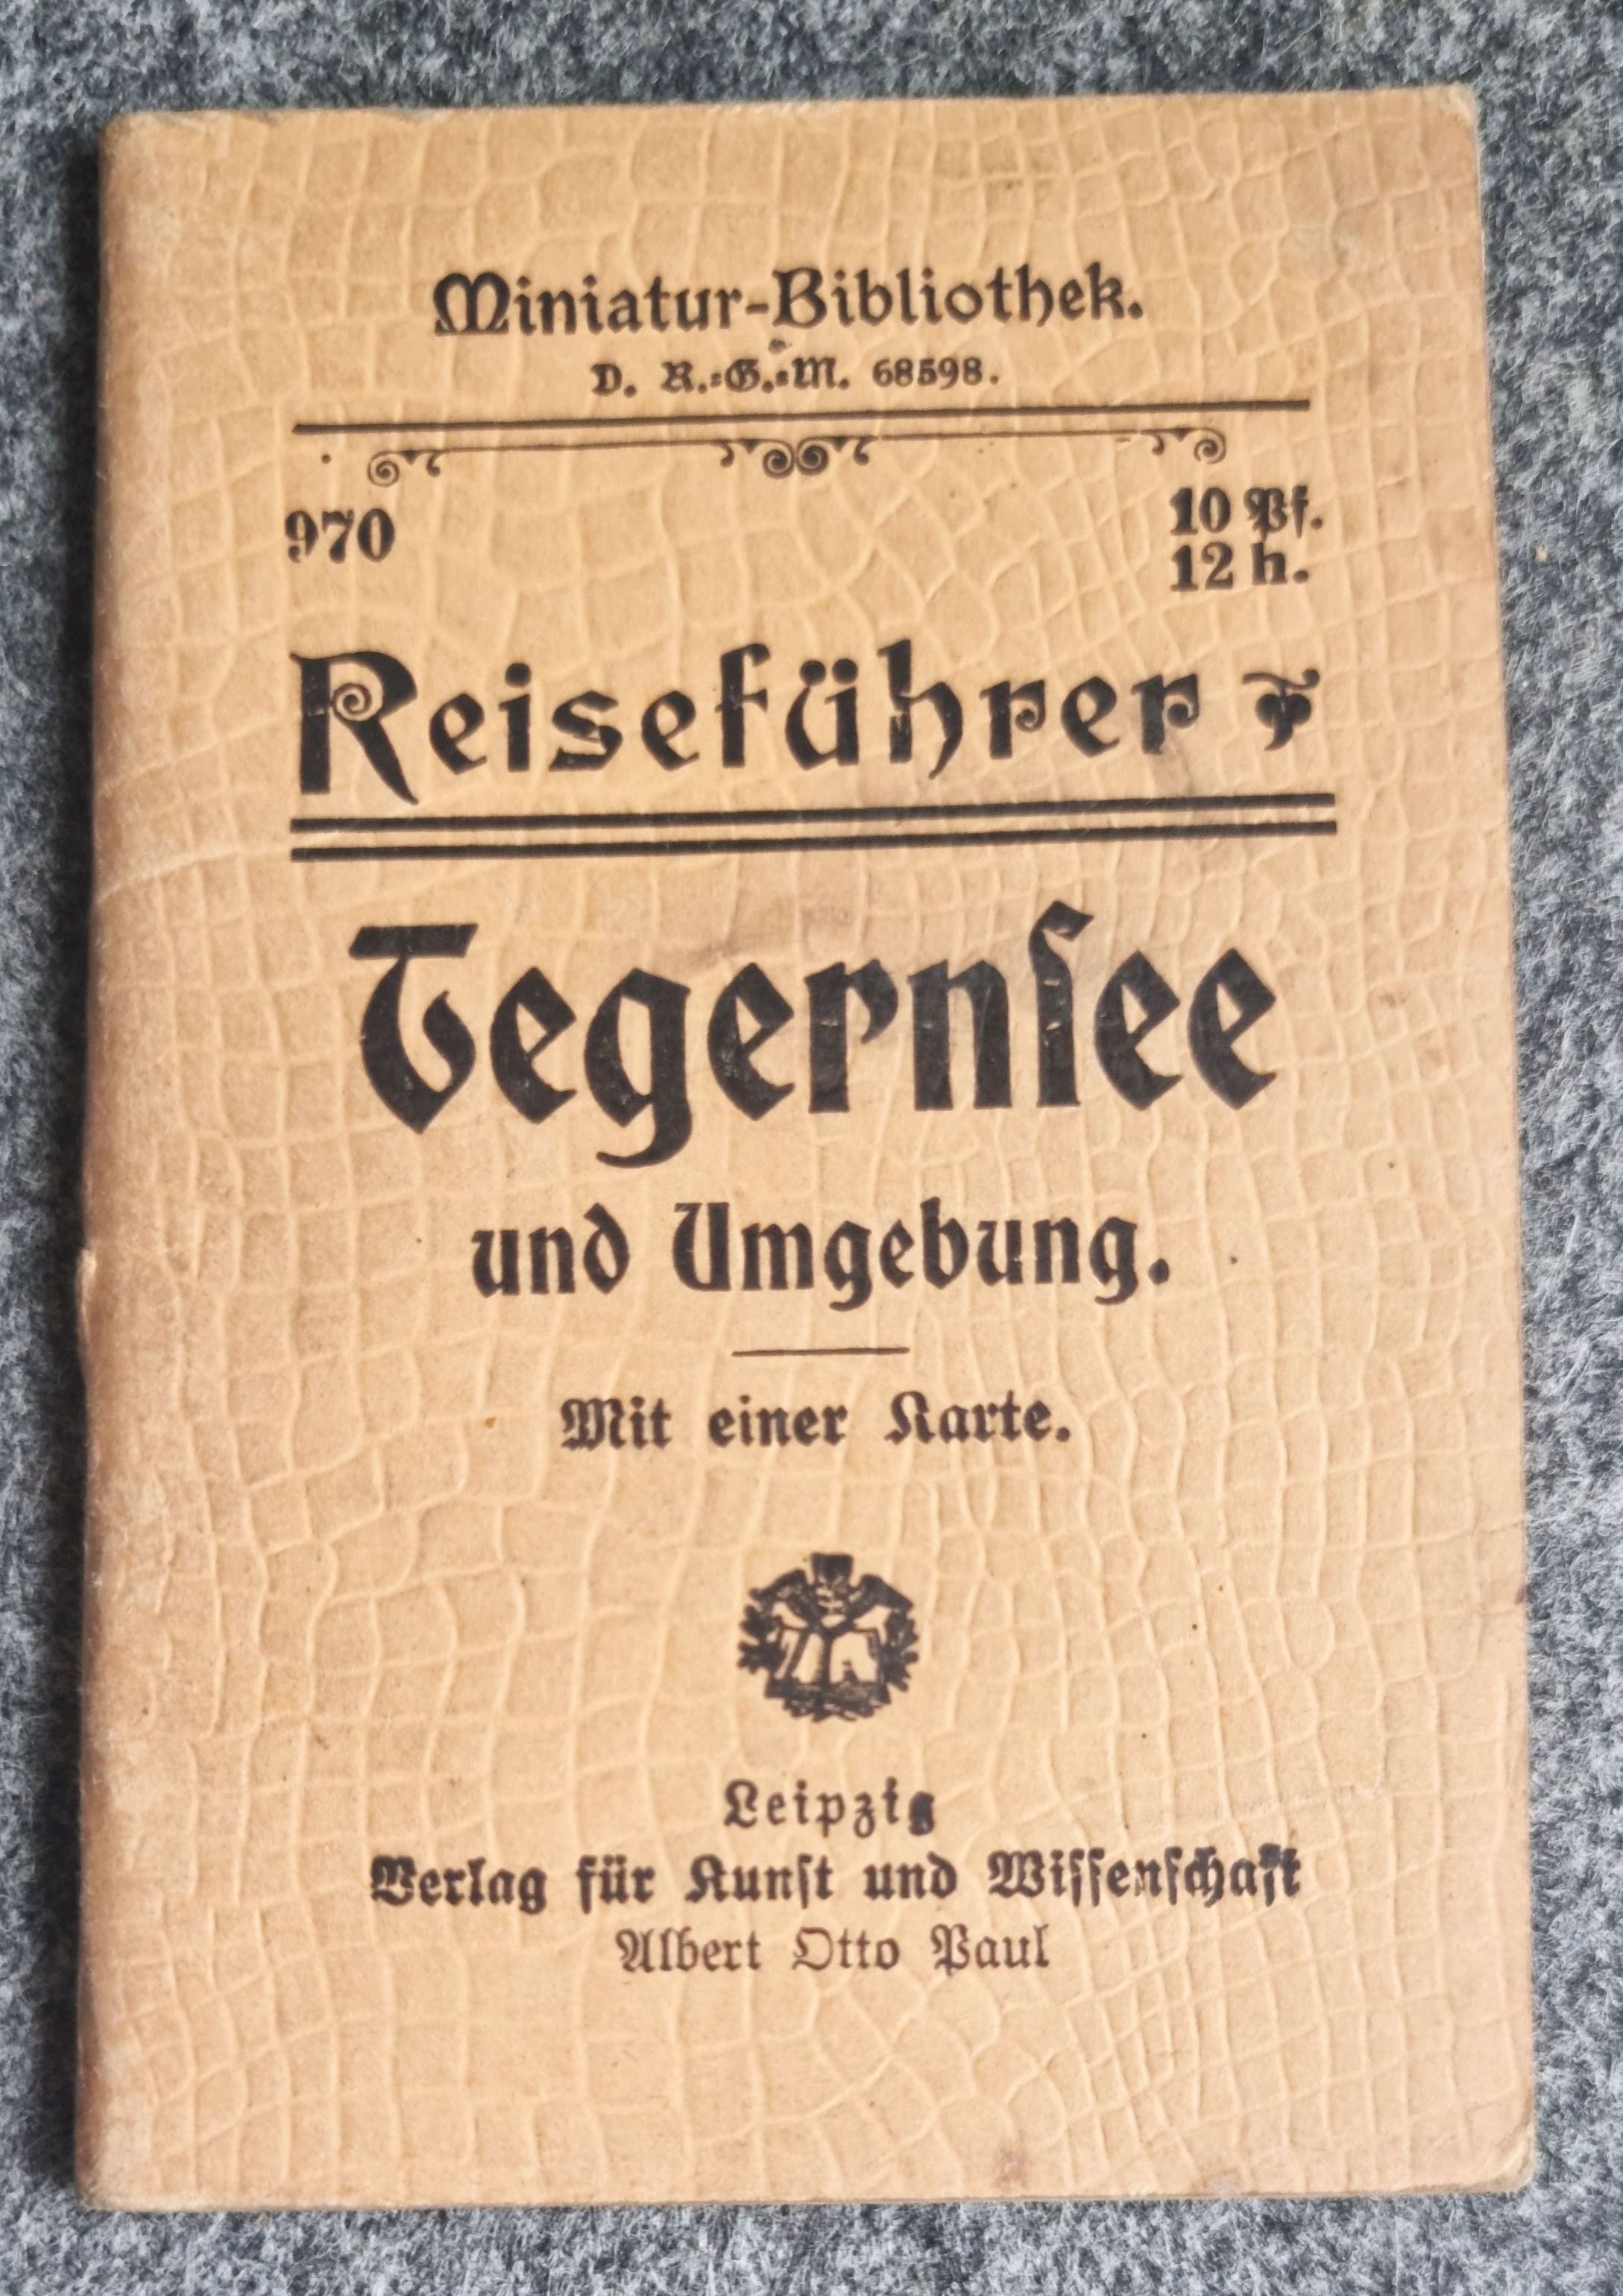 Miniatur-Bibliothek.
D. R.-G.-M. 68598.
970
10 Pf.
12 h.
Reiseführer
Tegernsee
und Umgebung.
Mit einer Karte.
Leipzig
Verlag für Kunst und Wissenschaft
Albert Otto Paul